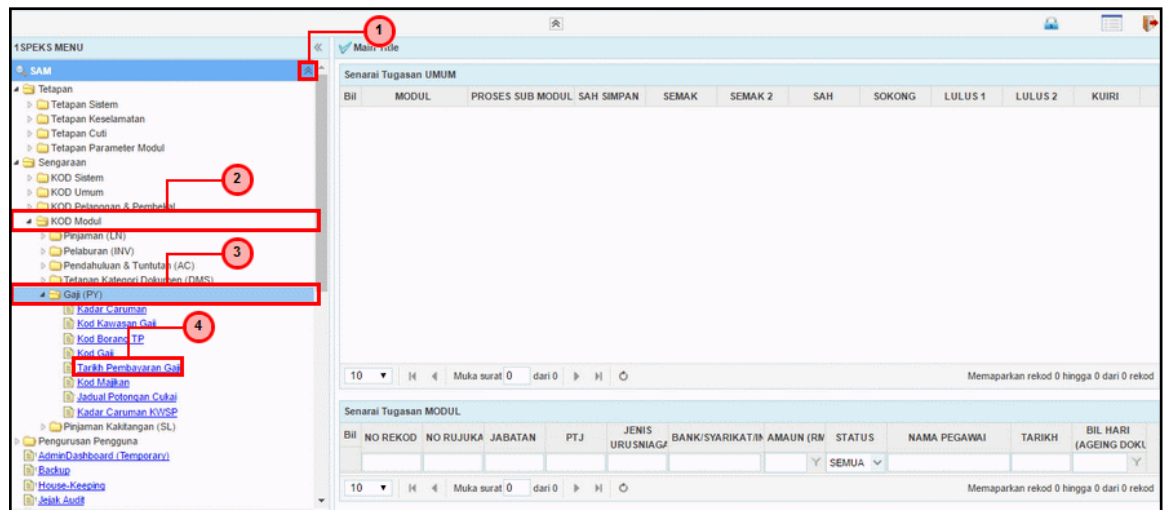 1SPEKS MENU
Main Title
SAM
Tetapan
Tetapan Sistem
Tetapan Keselamatan
Tetapan Cuti
Tetapan Parameter Modul
Sengaraan
KOD Sistem
KOD Umum
KOD Pelanggan & Pembekal
KOD Modul
Pinjaman (LN)
Pelaburan (INV)
Pendahuluan & Tuntutan (AC)
Tetapan Kategori Dokumen (DMS)
Gaji (PY)
Kadar Caruman
Kod Kawasan Gaji
Kod Borang TP
Kod Gaji
Tarikh Pembayaran Gaji
Kod Majikan
Jadual Potongan Cukai
Kadar Caruman KWSP
Pinjaman Kakitangan (SL)
Pengurusan Pengguna
AdminDashboard (Temporary)
Backup
House-Keeping
Jejak Audit
1
2
3
4
Senarai Tugasan UMUM
Bil MODUL PROSES SUB MODUL SAH SIMPAN SEMAK SEMAK 2 SAH SOKONG LULUS 1 LULUS 2 KUIRI
10 Muka surat 0 dari 0 Memaparkan rekod 0 hingga 0 dari 0 rekod
Senarai Tugasan MODUL
Bil NO REKOD NO RUJUKA JABATAN PTJ JENIS URUSNIAGA BANK/SYARIKAT/IN AMAUN (RM STATUS NAMA PEGAWAI TARIKH BIL HARI (AGEING DOKU
SEMUA
10 Muka surat 0 dari 0 Memaparkan rekod 0 hingga 0 dari 0 rekod